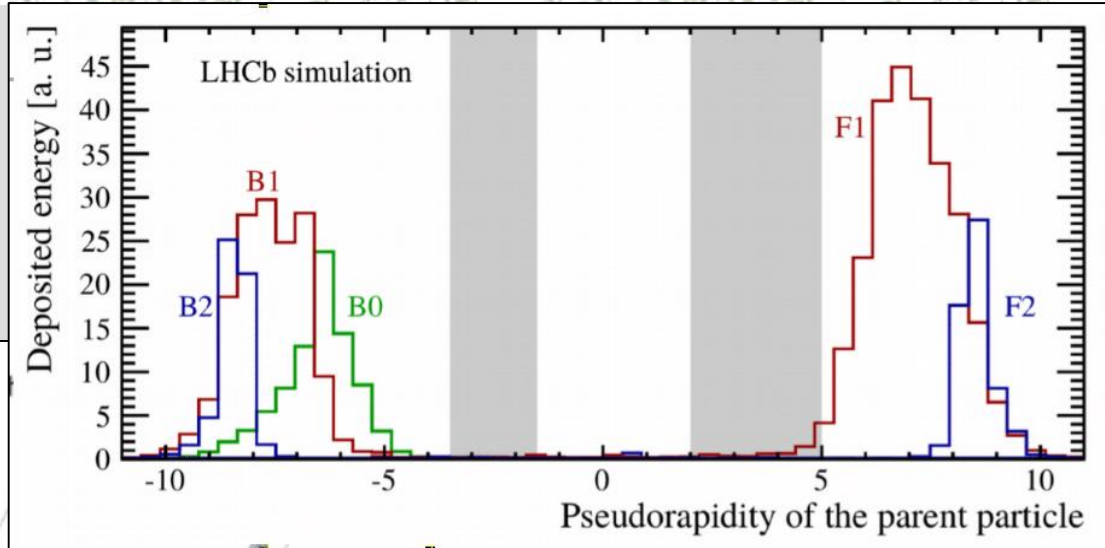 LHCb simulation
Deposited energy [a. u.]
45
40
35
30
25
20
15
10
5
0
B1
B2
B0
F1
F2
-10
-5
0
5
10
Pseudorapidity of the parent particle